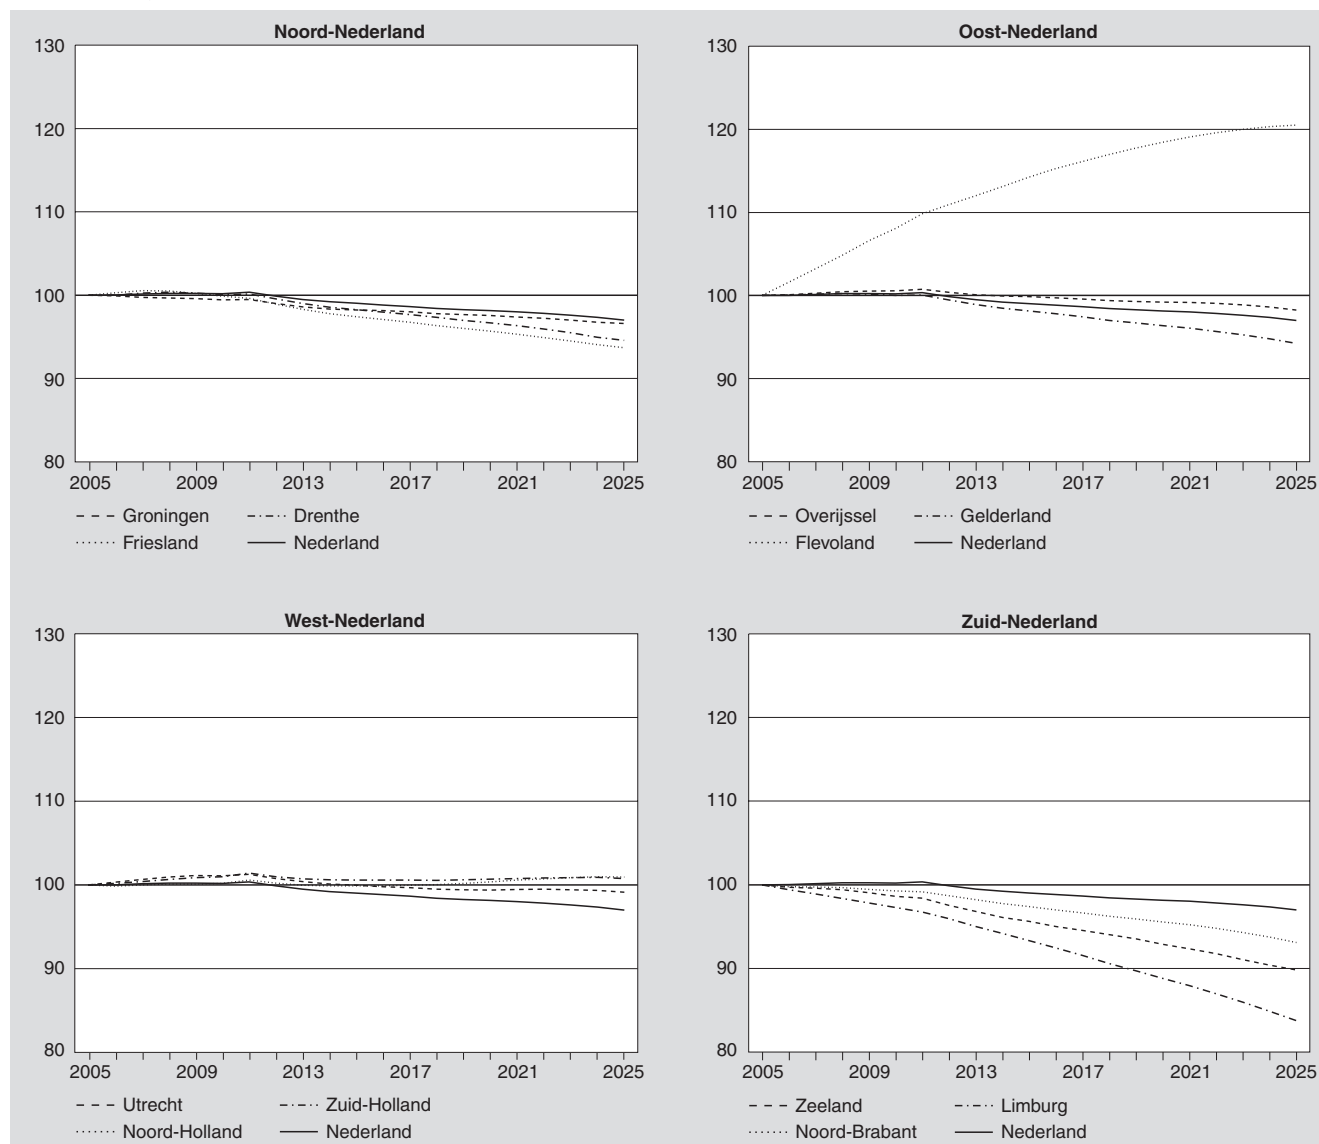 Noord-Nederland
130
120
110
100
90
80
2005 2009 2013 2017 2021 2025
Groningen Drenthe
Friesland Nederland
Oost-Nederland
130
120
110
100
90
80
2005 2009 2013 2017 2021 2025
Overijssel Gelderland
Flevoland Nederland
West-Nederland
130
120
110
100
90
80
2005 2009 2013 2017 2021 2025
Utrecht Zuid-Holland
Noord-Holland Nederland
Zuid-Nederland
130
120
110
100
90
80
2005 2009 2013 2017 2021 2025
Zeeland Limburg
Noord-Brabant Nederland